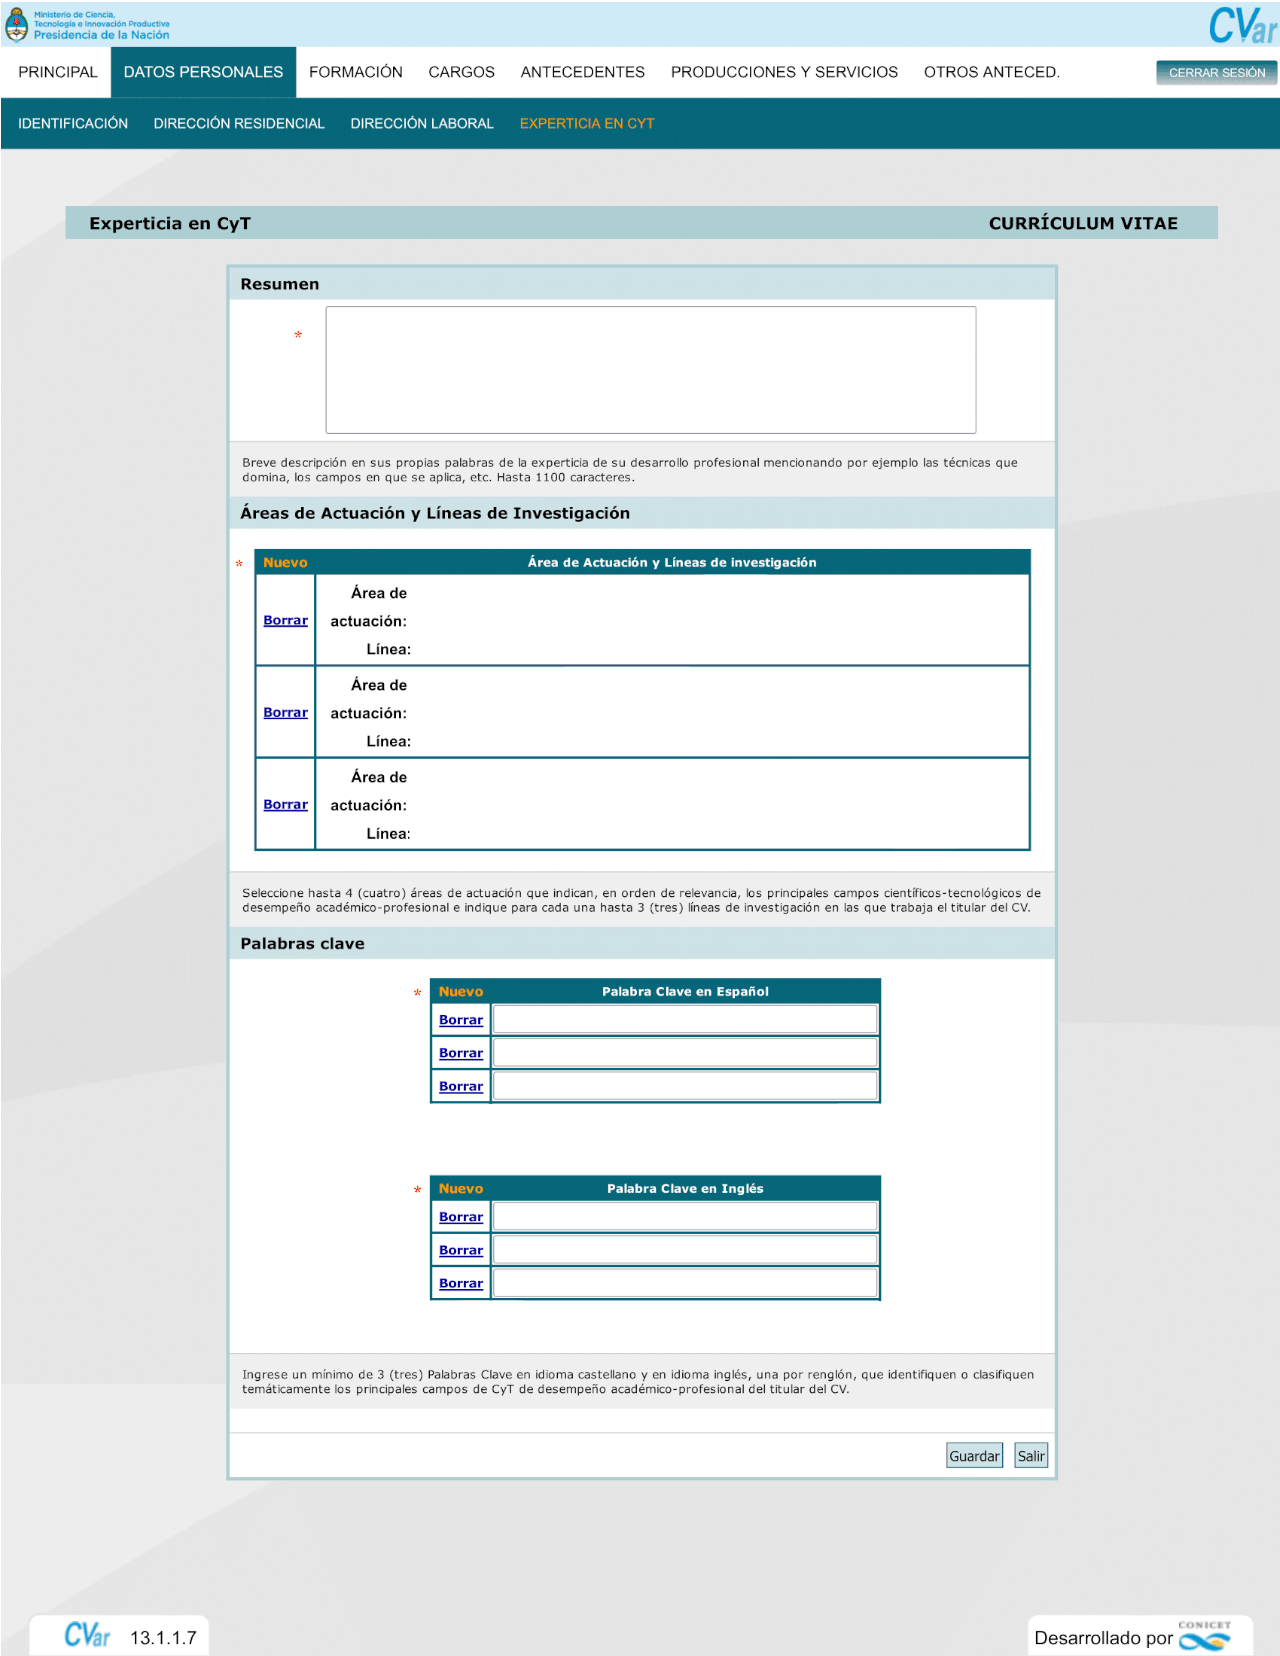 Ministerio de Ciencia,
Tecnología e Innovación Productiva
Presidencia de la Nación
CVar
PRINCIPAL DATOS PERSONALES FORMACIÓN CARGOS ANTECEDENTES PRODUCCIONES Y SERVICIOS OTROS ANTECED. CERRAR SESIÓN
IDENTIFICACIÓN DIRECCIÓN RESIDENCIAL DIRECCIÓN LABORAL EXPERTICIA EN CYT
Experticia en CyT CURRÍCULUM VITAE
Resumen
*
Breve descripción en sus propias palabras de la experticia de su desarrollo profesional mencionando por ejemplo las técnicas que
domina, los campos en que se aplica, etc. Hasta 1100 caracteres.
Áreas de Actuación y Líneas de Investigación
* Nuevo Área de Actuación y Líneas de investigación
Área de
Borrar actuación:
Línea:
Área de
Borrar actuación:
Línea:
Área de
Borrar actuación:
Línea:
Seleccione hasta 4 (cuatro) áreas de actuación que indican, en orden de relevancia, los principales campos científicos-tecnológicos de
desempeño académico-profesional e indique para cada una hasta 3 (tres) líneas de investigación en las que trabaja el titular del CV.
Palabras clave
* Nuevo Palabra Clave en Español
Borrar
Borrar
Borrar
* Nuevo Palabra Clave en Inglés
Borrar
Borrar
Borrar
Ingrese un mínimo de 3 (tres) Palabras Clave en idioma castellano y en idioma inglés, una por renglón, que identifiquen o clasifiquen
temáticamente los principales campos de CyT de desempeño académico-profesional del titular del CV.
Guardar Salir
CVar 13.1.1.7
Desarrollado por CONICET